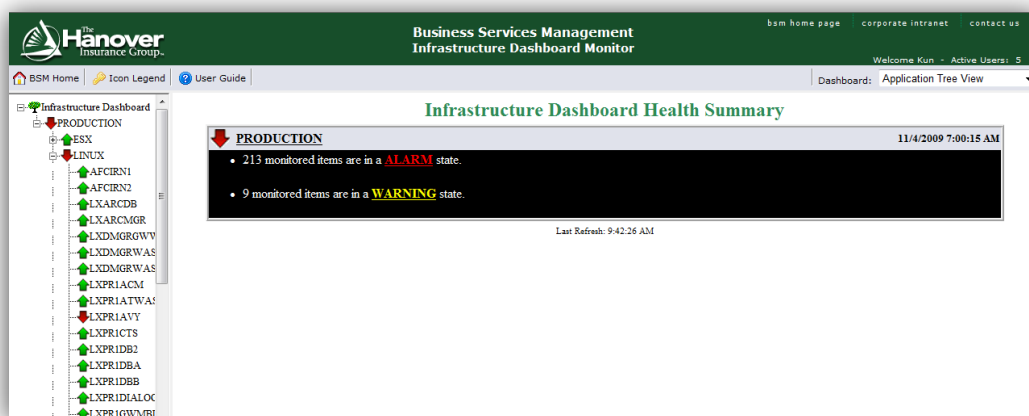 The
Hanover
Insurance Group™
Business Services Management
Infrastructure Dashboard Monitor
bsm home page corporate intranet contact us
Welcome Kun - Active Users: 5
BSM Home Icon Legend User Guide
Dashboard: Application Tree View
Infrastructure Dashboard
PRODUCTION
ESX
LINUX
AFCIRN1
AFCIRN2
LXARCDB
LXARCMGR
LXDMGRGWV
LXDMGRWAS
LXDMGRWAS
LXPR1ACM
LXPR1ATWAS
LXPR1AVY
LXPR1CTS
LXPR1DB2
LXPR1DBA
LXPR1DBB
LXPR1DIALOC
LXPR1GWMBI
Infrastructure Dashboard Health Summary
PRODUCTION 11/4/2009 7:00:15 AM
• 213 monitored items are in a ALARM state.
• 9 monitored items are in a WARNING state.
Last Refresh: 9:42:26 AM